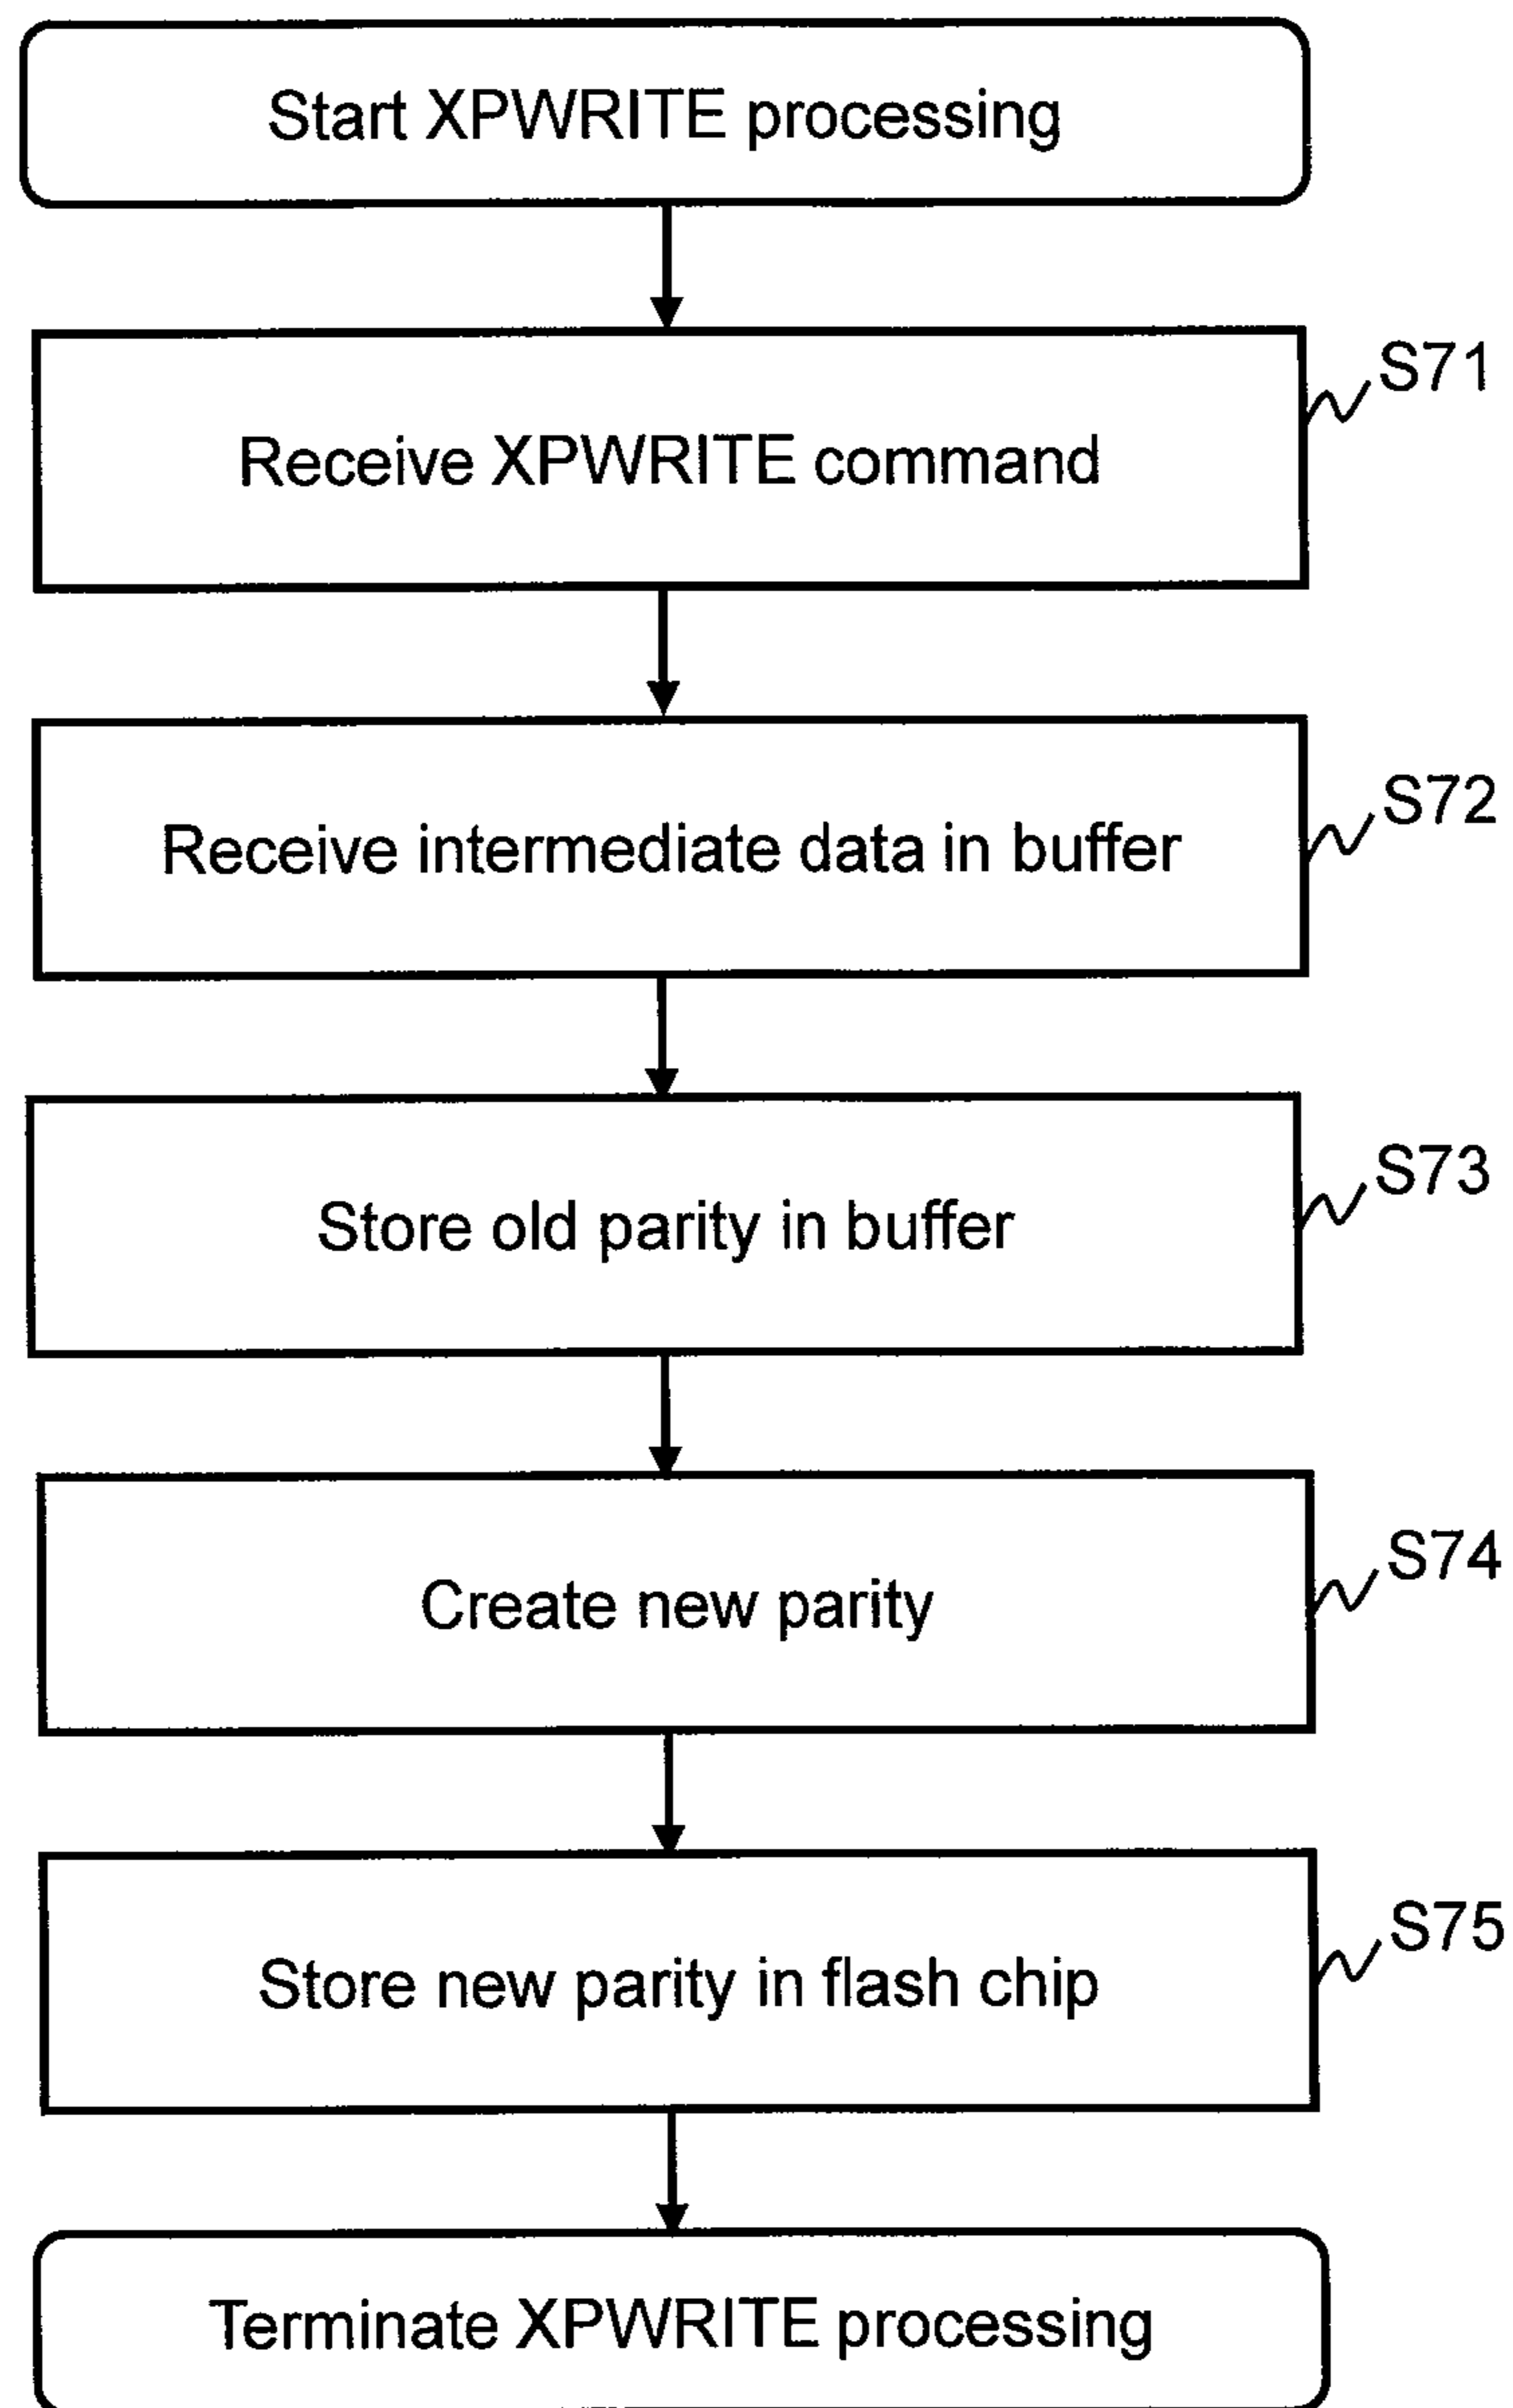 Start XPWRITE processing
S71
Receive XPWRITE command
S72
Receive intermediate data in buffer
S73
Store old parity in buffer
S74
Create new parity
S75
Store new parity in flash chip
Terminate XPWRITE processing